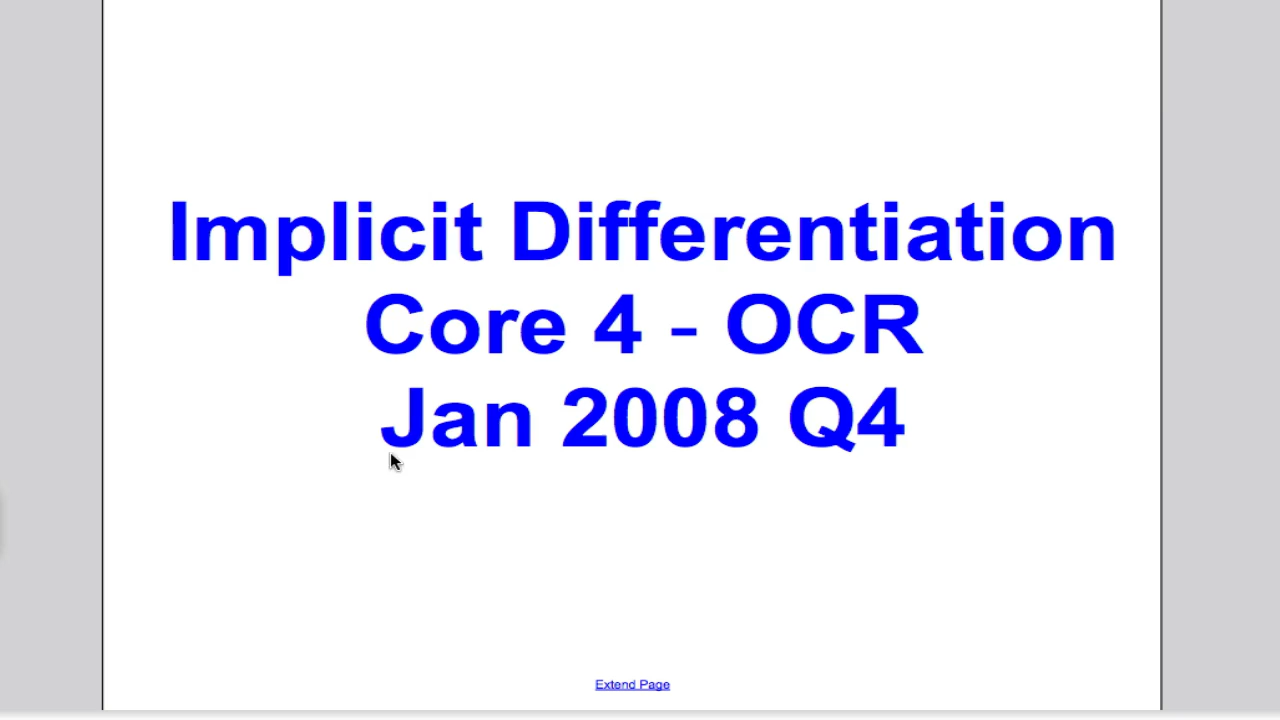 Implicit Differentiation
Core 4 - OCR
Jan 2008 Q4
Extend Page